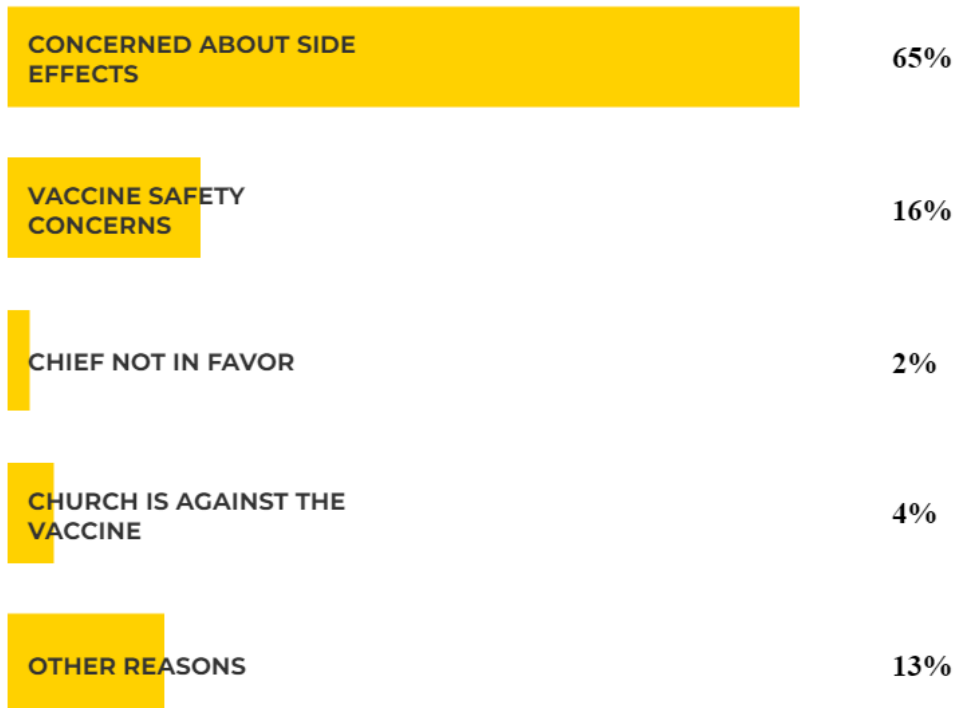 CONCERNED ABOUT SIDE
EFFECTS
65%
VACCINE SAFETY
CONCERNS
16%
CHIEF NOT IN FAVOR
2%
CHURCH IS AGAINST THE
VACCINE
4%
OTHER REASONS
13%